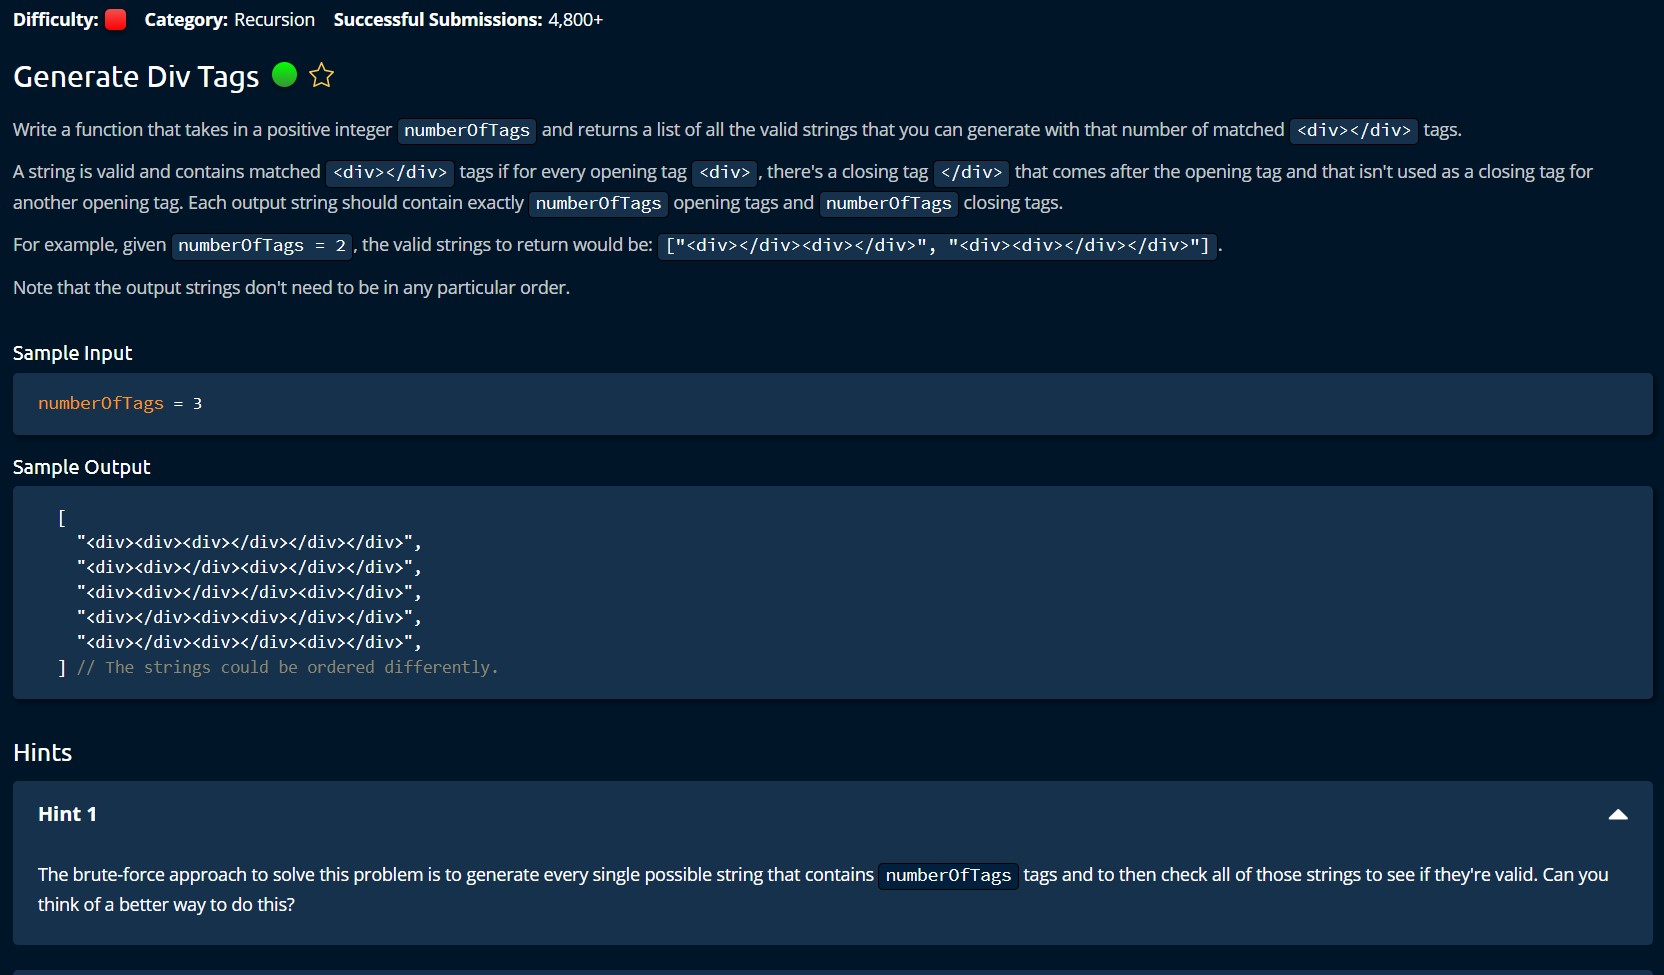 Difficulty: Category: Recursion Successful Submissions: 4,800+
Generate Div Tags
Write a function that takes in a positive integer numberOfTags and returns a list of all the valid strings that you can generate with that number of matched <div></div> tags.
A string is valid and contains matched <div></div> tags if for every opening tag <div>, there's a closing tag </div> that comes after the opening tag and that isn't used as a closing tag for
another opening tag. Each output string should contain exactly numberOfTags opening tags and numberOfTags closing tags.
For example, given numberOfTags = 2, the valid strings to return would be: ["<div></div><div></div>", "<div><div></div></div>"].
Note that the output strings don't need to be in any particular order.
Sample Input
numberOfTags = 3
Sample Output
[
"<div><div><div></div></div></div>",
"<div><div></div><div></div></div>",
"<div><div></div></div><div></div>",
"<div></div><div><div></div></div>",
"<div></div><div></div><div></div>",
] // The strings could be ordered differently.
Hints
Hint 1
The brute-force approach to solve this problem is to generate every single possible string that contains numberOfTags tags and to then check all of those strings to see if they're valid. Can you
think of a better way to do this?